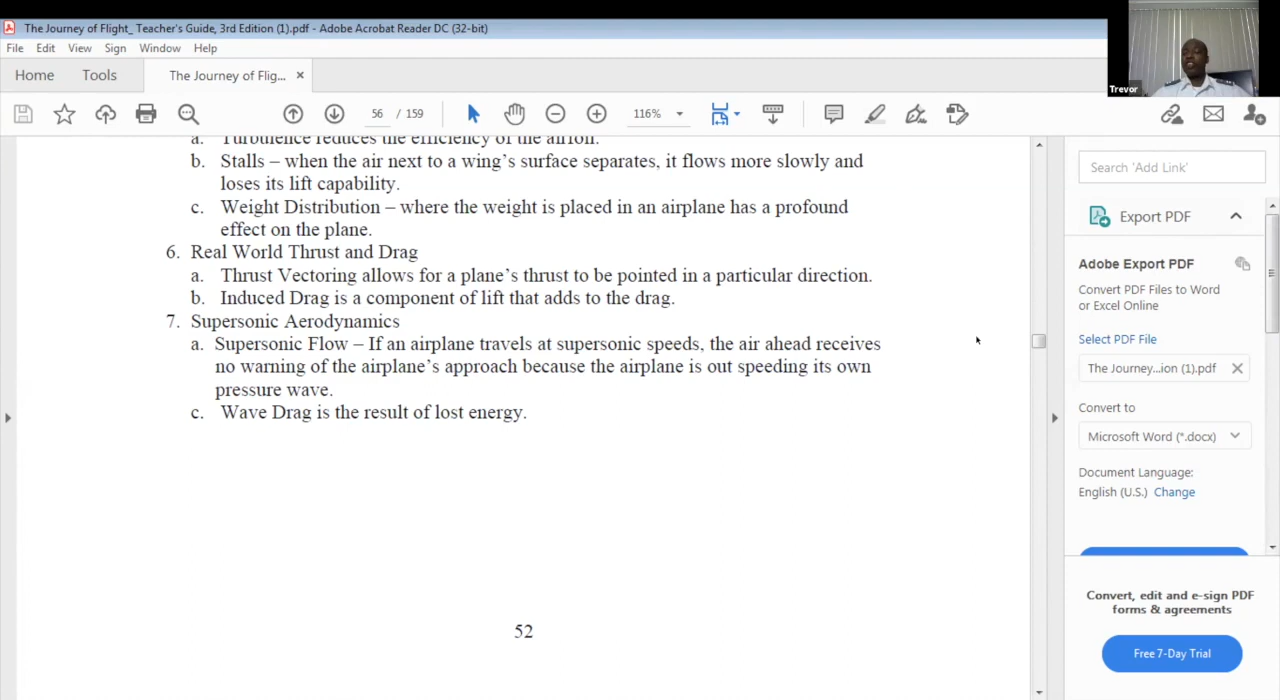 The Journey of Flight_ Teacher's Guide, 3rd Edition (1).pdf - Adobe Acrobat Reader DC (32-bit)
File Edit View Sign Window Help
Home Tools The Journey of Flig... ×
56 / 159 116%
Trevor
a. Turbulence reduces the efficiency of the airfoil.
b. Stalls – when the air next to a wing's surface separates, it flows more slowly and
loses its lift capability.
c. Weight Distribution – where the weight is placed in an airplane has a profound
effect on the plane.
6. Real World Thrust and Drag
a. Thrust Vectoring allows for a plane's thrust to be pointed in a particular direction.
b. Induced Drag is a component of lift that adds to the drag.
7. Supersonic Aerodynamics
a. Supersonic Flow – If an airplane travels at supersonic speeds, the air ahead receives
no warning of the airplane's approach because the airplane is out speeding its own
pressure wave.
c. Wave Drag is the result of lost energy.
52
Search 'Add Link'
Export PDF
Adobe Export PDF
Convert PDF Files to Word
or Excel Online
Select PDF File
The Journey...ion (1).pdf
Convert to
Microsoft Word (*.docx)
Document Language:
English (U.S.) Change
Convert, edit and e-sign PDF
forms & agreements
Free 7-Day Trial